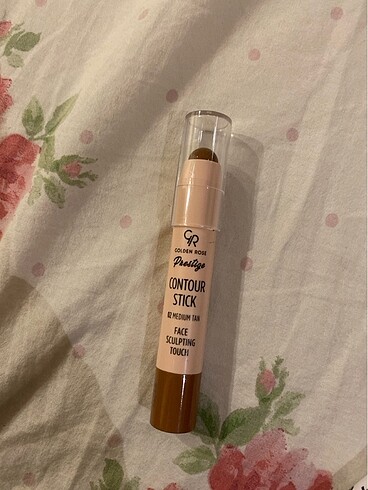 GR
GOLDEN ROSE
Prestige
CONTOUR
STICK
02 MEDIUM TAN
FACE
SCULPTING
TOUCH